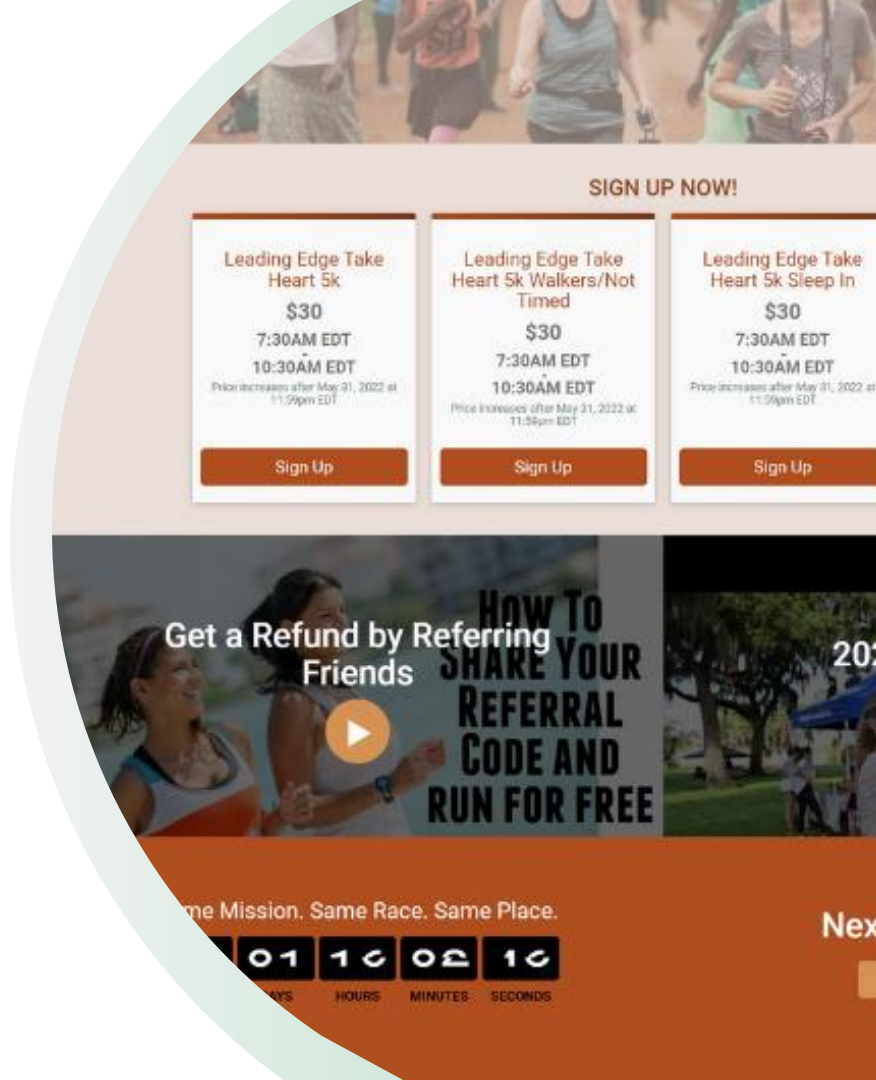 SIGN UP NOW!
Leading Edge Take
Heart 5k
$30
7:30AM EDT
-
10:30AM EDT
Price increases after May 31, 2022 at
11:59pm EDT
Sign Up
Leading Edge Take
Heart 5k Walkers/Not
Timed
$30
7:30AM EDT
-
10:30AM EDT
Price increases after May 31, 2022 at
11:59pm EDT
Sign Up
Leading Edge Take
Heart 5k Sleep In
$30
7:30AM EDT
-
10:30AM EDT
Price increases after May 31, 2022 at
11:59pm EDT
Sign Up
Get a Refund by Referring
Friends
HOW TO
SHARE YOUR
REFERRAL
CODE AND
RUN FOR FREE
202
me Mission. Same Race. Same Place.
01
HOURS
MINUTES
SECONDS
Nex